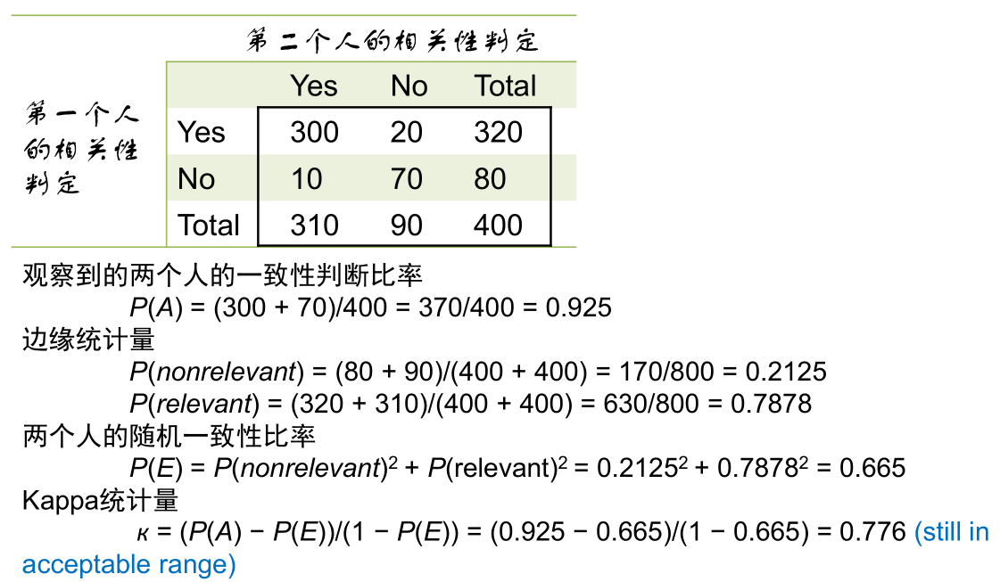 第二个人的相关性判定
第一个人
的相关性
判定
Yes No Total
Yes 300 20 320
No 10 70 80
Total 310 90 400
观察到的两个人的一致性判断比率
P(A) = (300 + 70)/400 = 370/400 = 0.925
边缘统计量
P(nonrelevant) = (80 + 90)/(400 + 400) = 170/800 = 0.2125
P(relevant) = (320 + 310)/(400 + 400) = 630/800 = 0.7878
两个人的随机一致性比率
P(E) = P(nonrelevant)² + P(relevant)² = 0.2125² + 0.7878² = 0.665
Kappa统计量
κ = (P(A) − P(E))/(1 − P(E)) = (0.925 − 0.665)/(1 − 0.665) = 0.776 (still in
acceptable range)